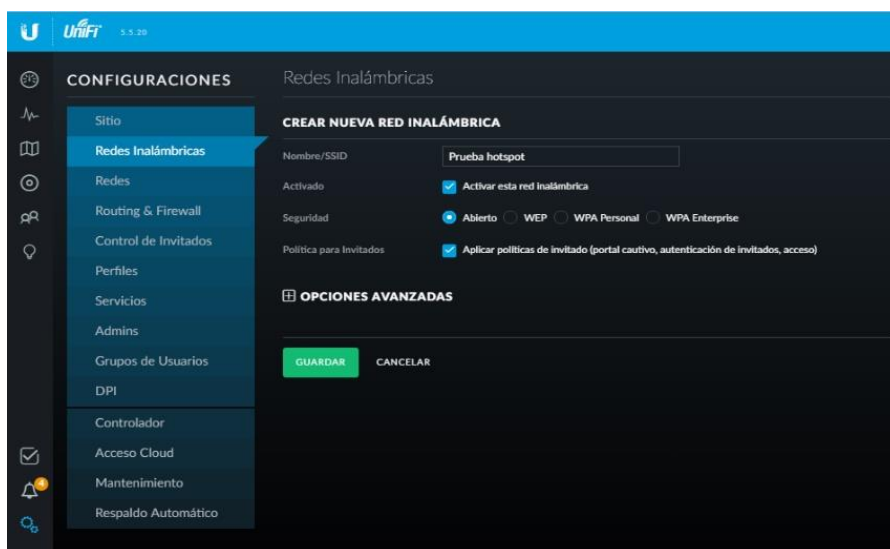 UniFi 5.5.20
CONFIGURACIONES
Sitio
Redes Inalámbricas
Redes
Routing & Firewall
Control de Invitados
Perfiles
Servicios
Admins
Grupos de Usuarios
DPI
Controlador
Acceso Cloud
Mantenimiento
Respaldo Automático
4
Redes Inalámbricas
CREAR NUEVA RED INALÁMBRICA
Nombre/SSID Prueba hotspot
Activado Activar esta red inalámbrica
Seguridad Abierto WEP WPA Personal WPA Enterprise
Política para Invitados Aplicar políticas de invitado (portal cautivo, autenticación de invitados, acceso)
OPCIONES AVANZADAS
GUARDAR CANCELAR